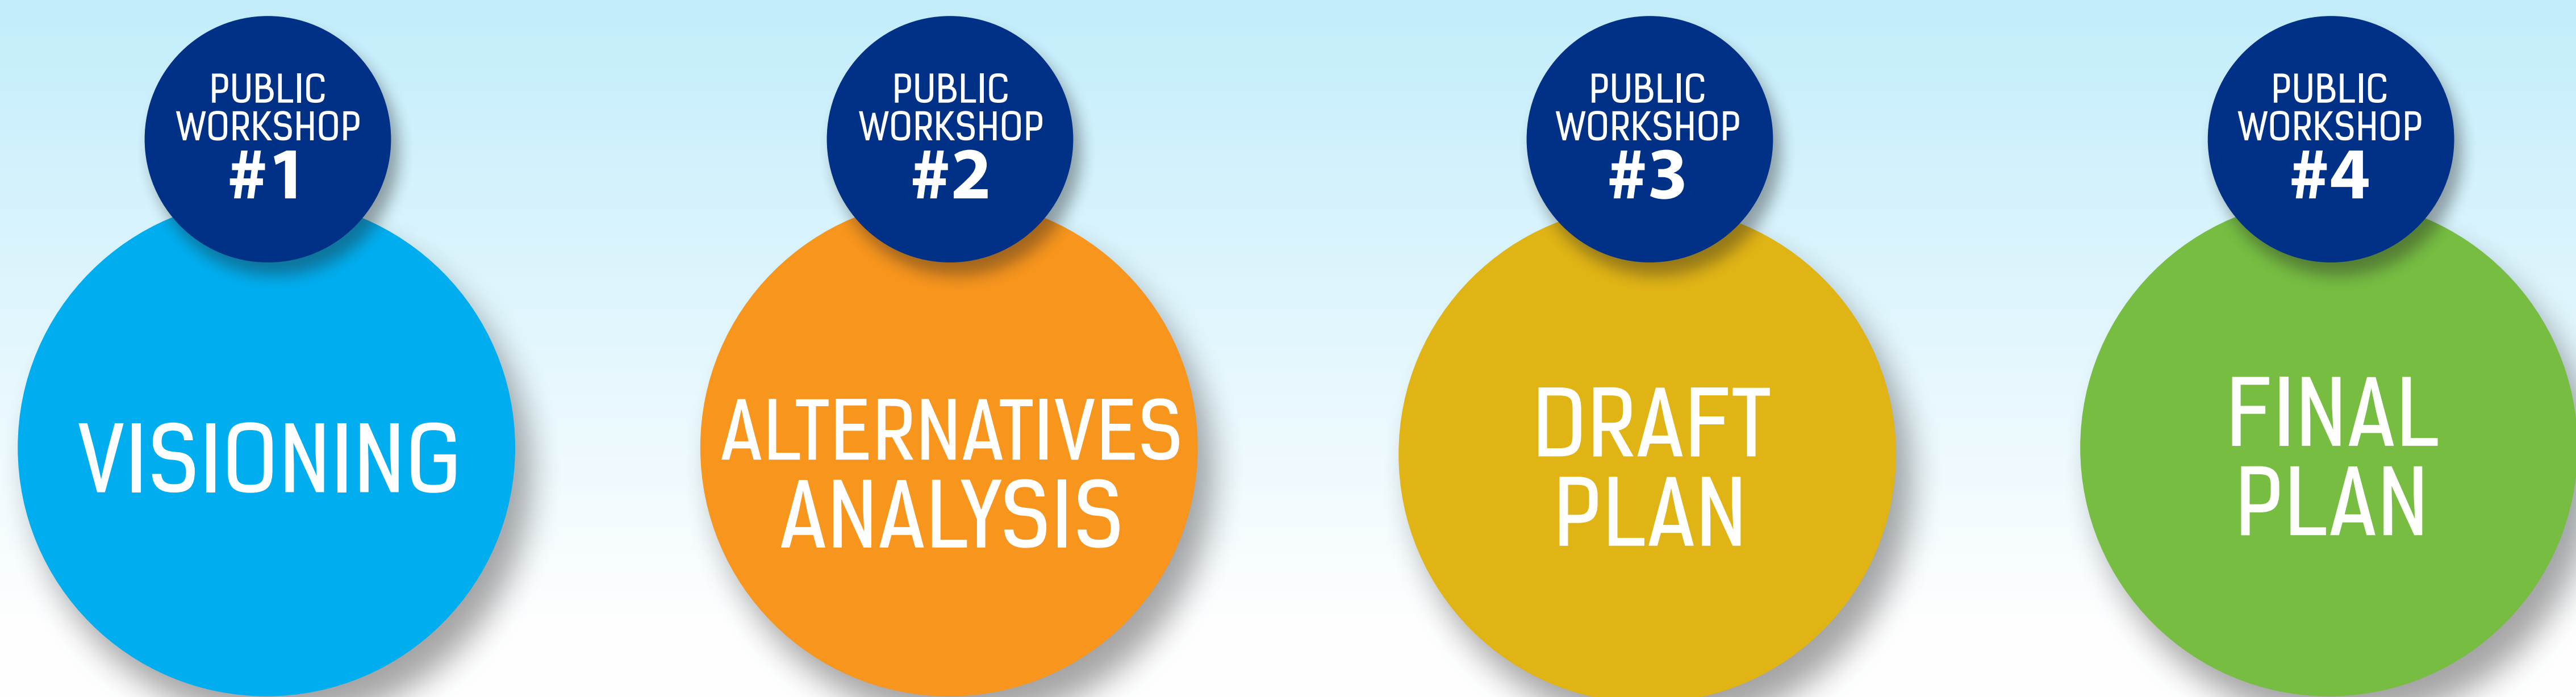 PUBLIC
WORKSHOP
#1
VISIONING
PUBLIC
WORKSHOP
#2
ALTERNATIVES
ANALYSIS
PUBLIC
WORKSHOP
#3
DRAFT
PLAN
PUBLIC
WORKSHOP
#4
FINAL
PLAN